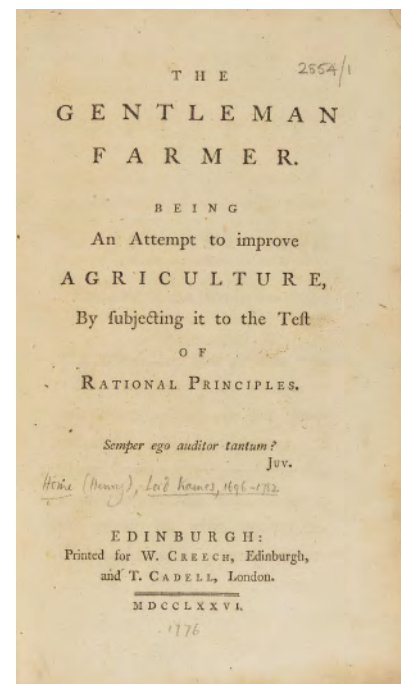 2854/1
THE
GENTLEMAN
FARMER.
BEING
An Attempt to improve
AGRICULTURE,
By ſubjecting it to the Teſt
OF
RATIONAL PRINCIPLES.
Semper ego auditor tantum?
JUV.
Home (Henry), Lord Kames, 1696-1782
EDINBURGH:
Printed for W. CREECH, Edinburgh,
and T. CADELL, London.
MDCCLXXVI.
1776